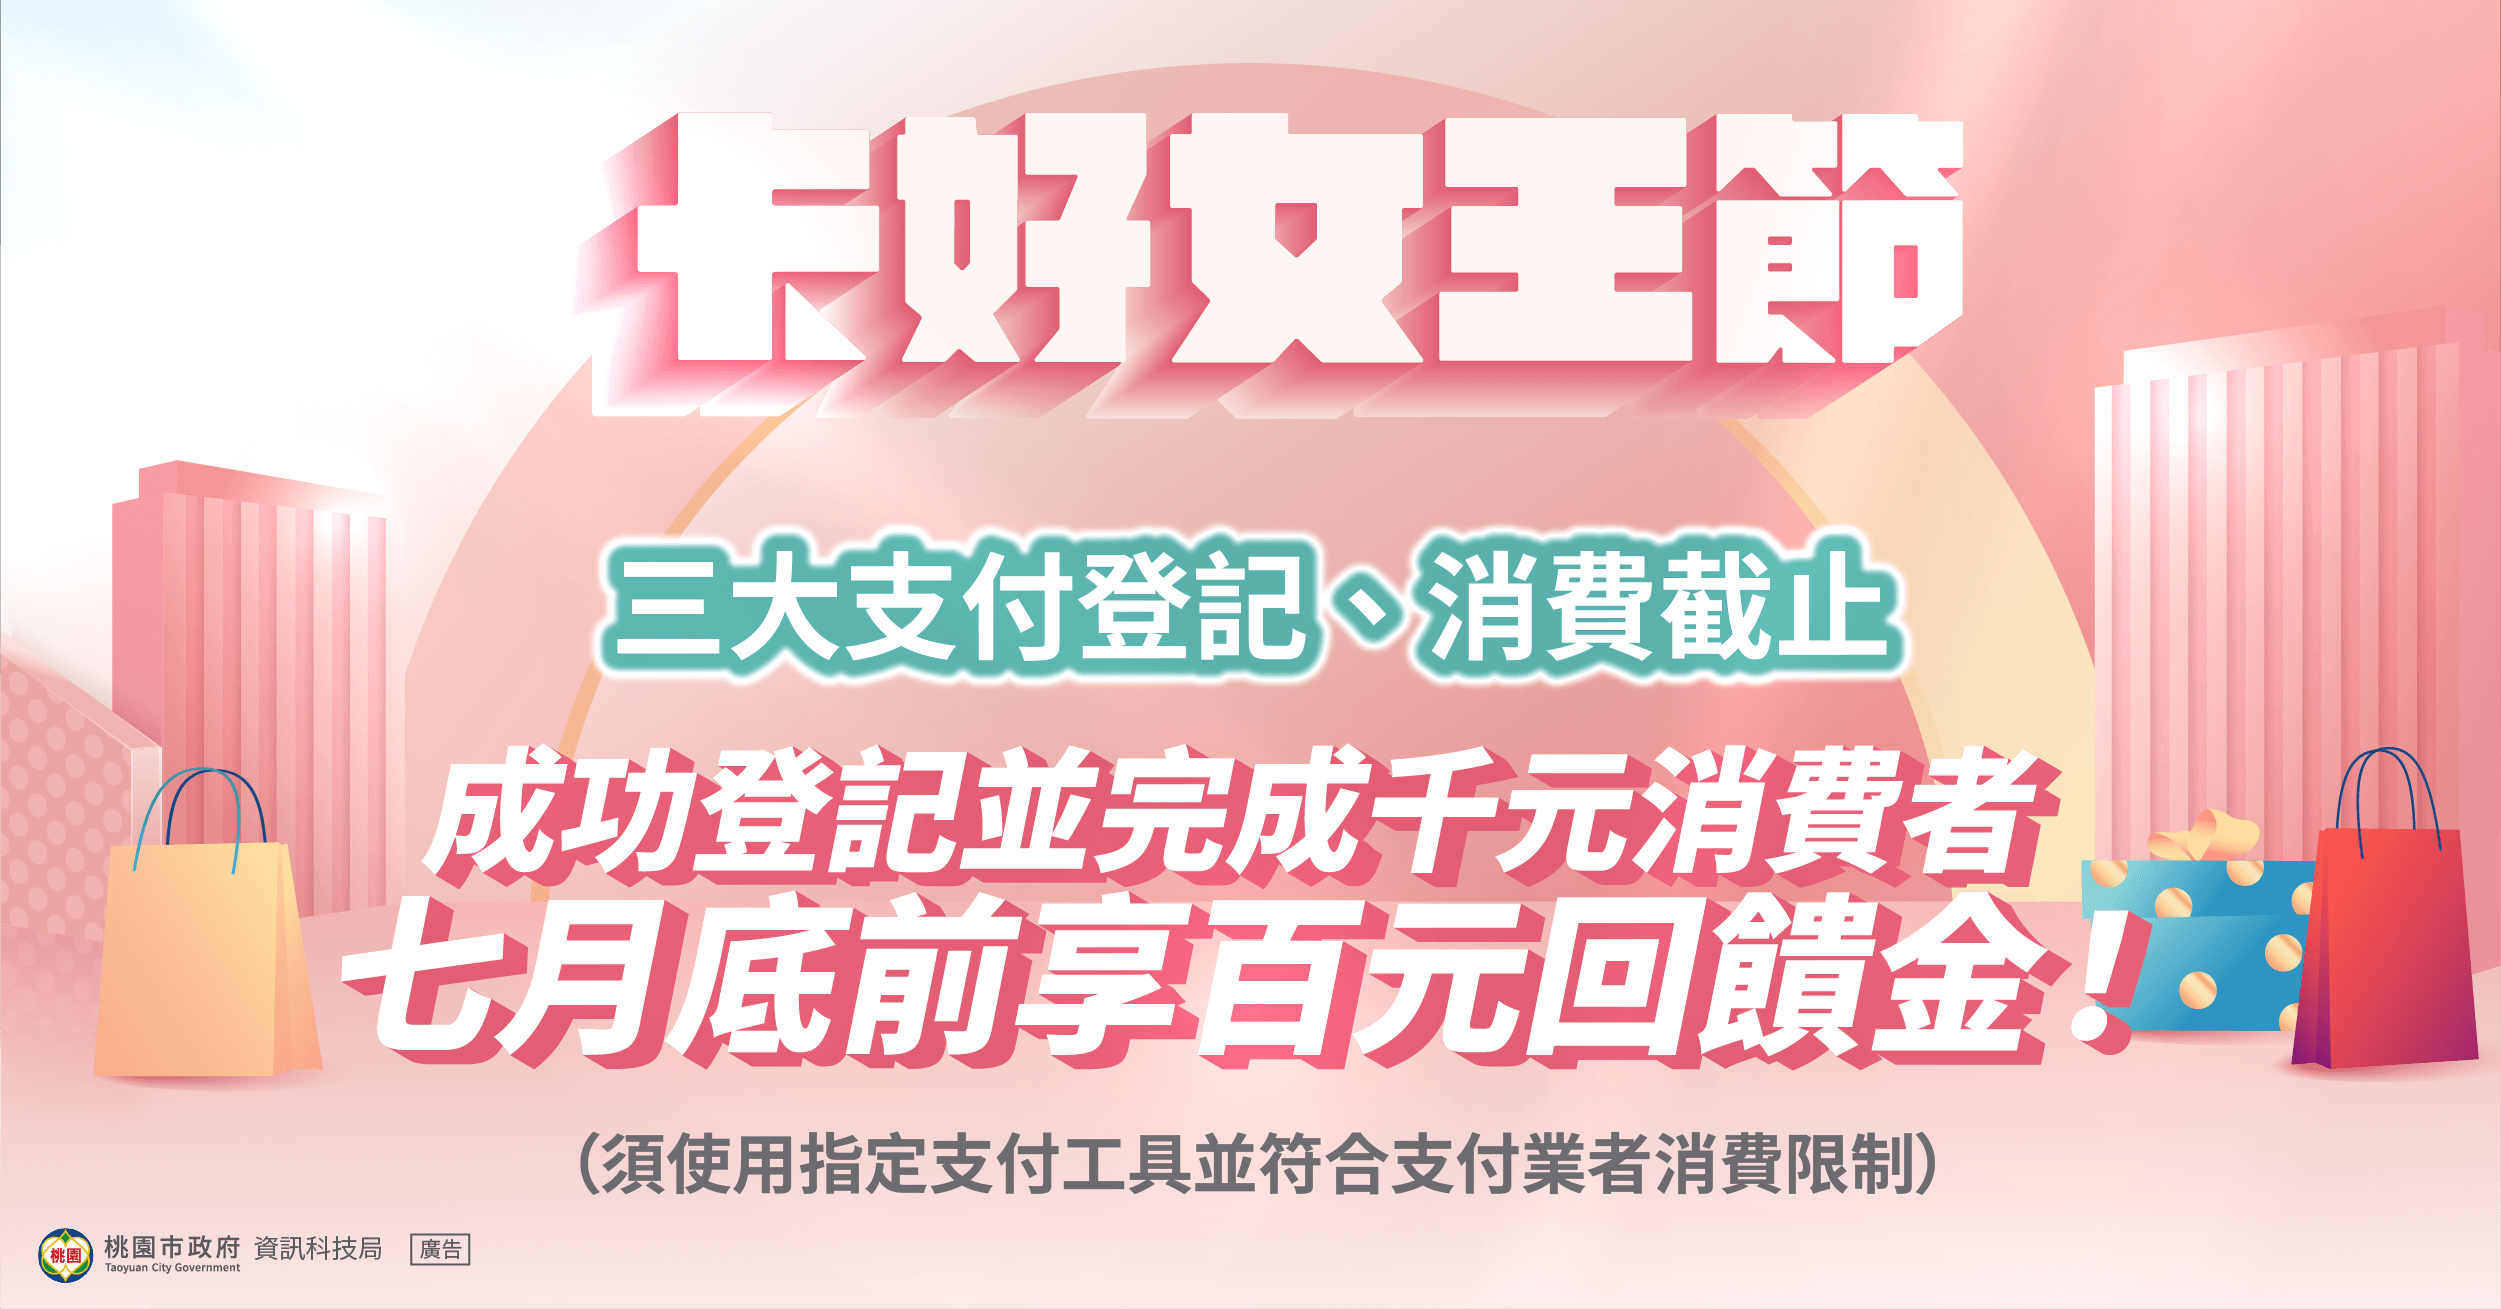 卡好女王節
三大支付登記、消費截止
成功登記並完成千元消費者
七月底前享百元回饋金！
（須使用指定支付工具並符合支付業者消費限制）
桃園 桃園市政府 資訊科技局 廣告
Taoyuan City Government